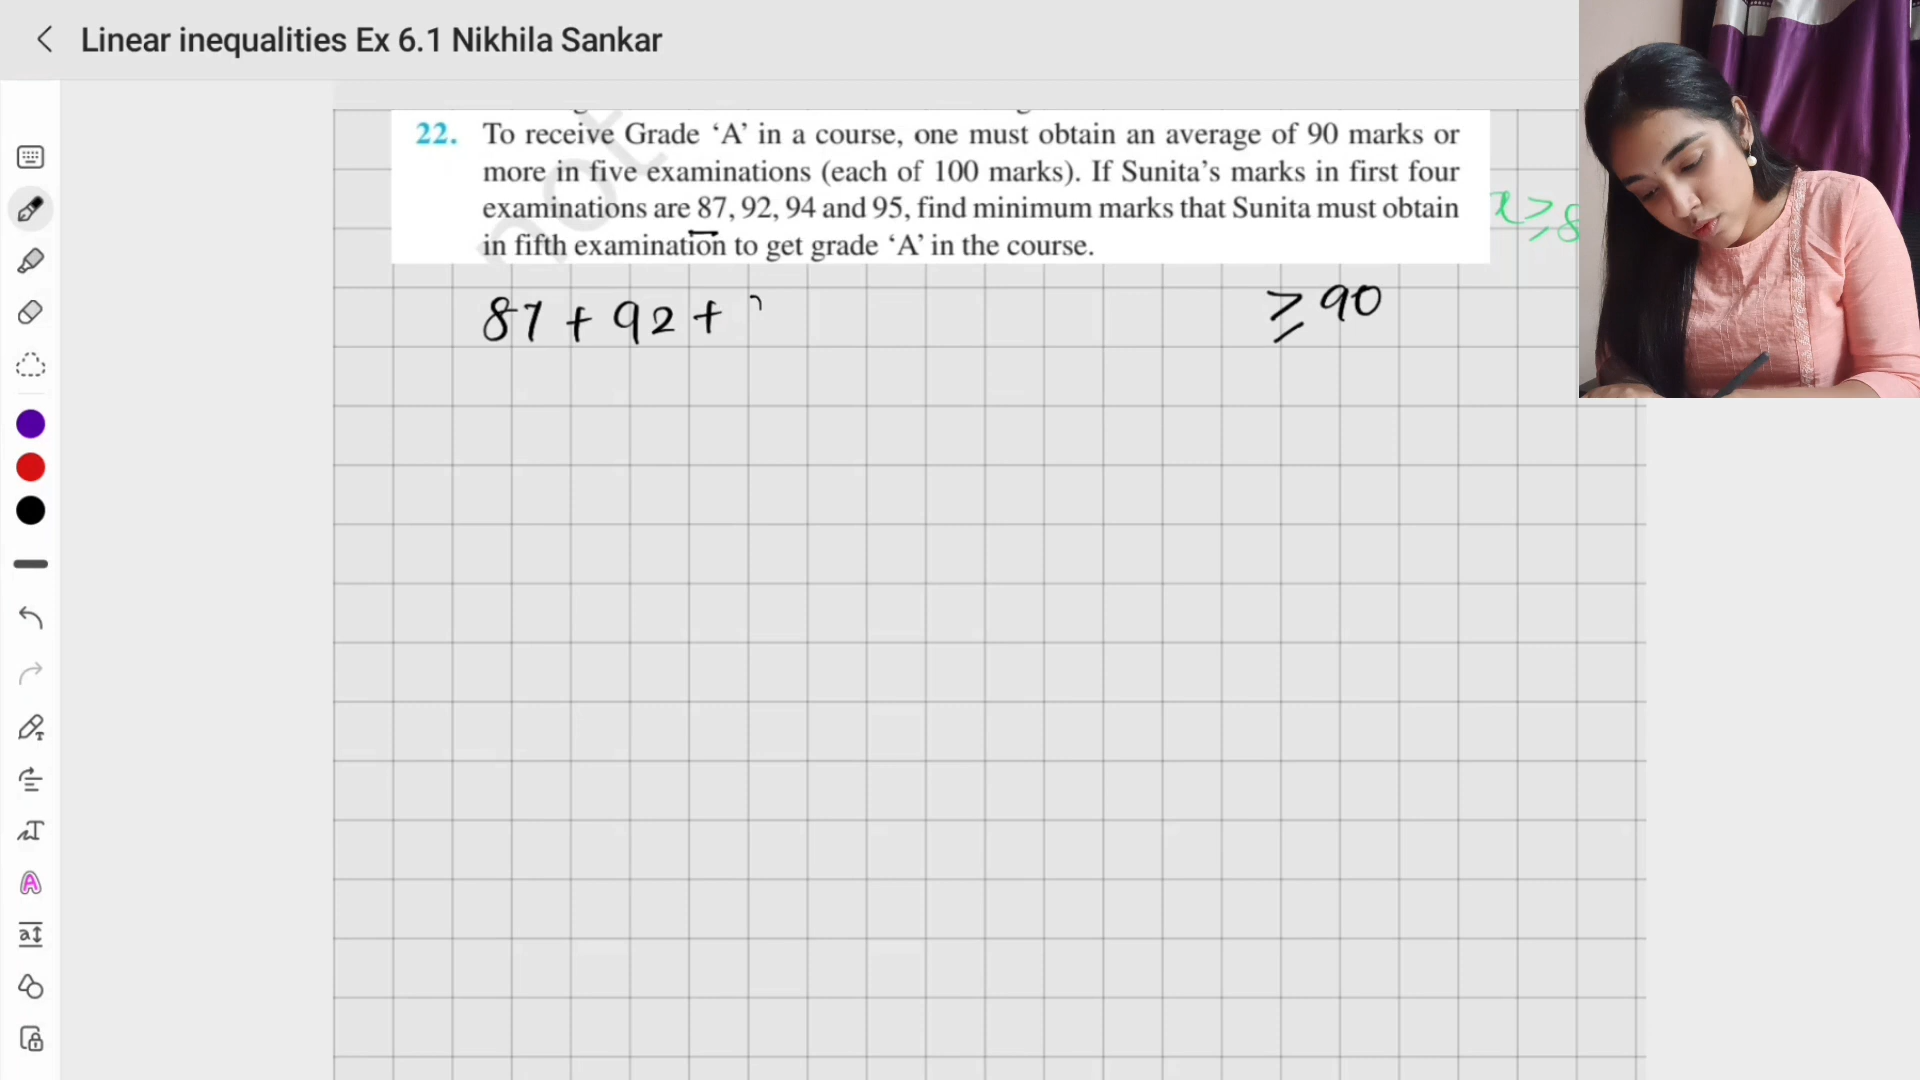 Linear inequalities Ex 6.1 Nikhila Sankar
22. To receive Grade ‘A’ in a course, one must obtain an average of 90 marks or
more in five examinations (each of 100 marks). If Sunita’s marks in first four
examinations are 87, 92, 94 and 95, find minimum marks that Sunita must obtain
in fifth examination to get grade ‘A’ in the course.
x ≥ 8
87 + 92 + ≥ 90
not